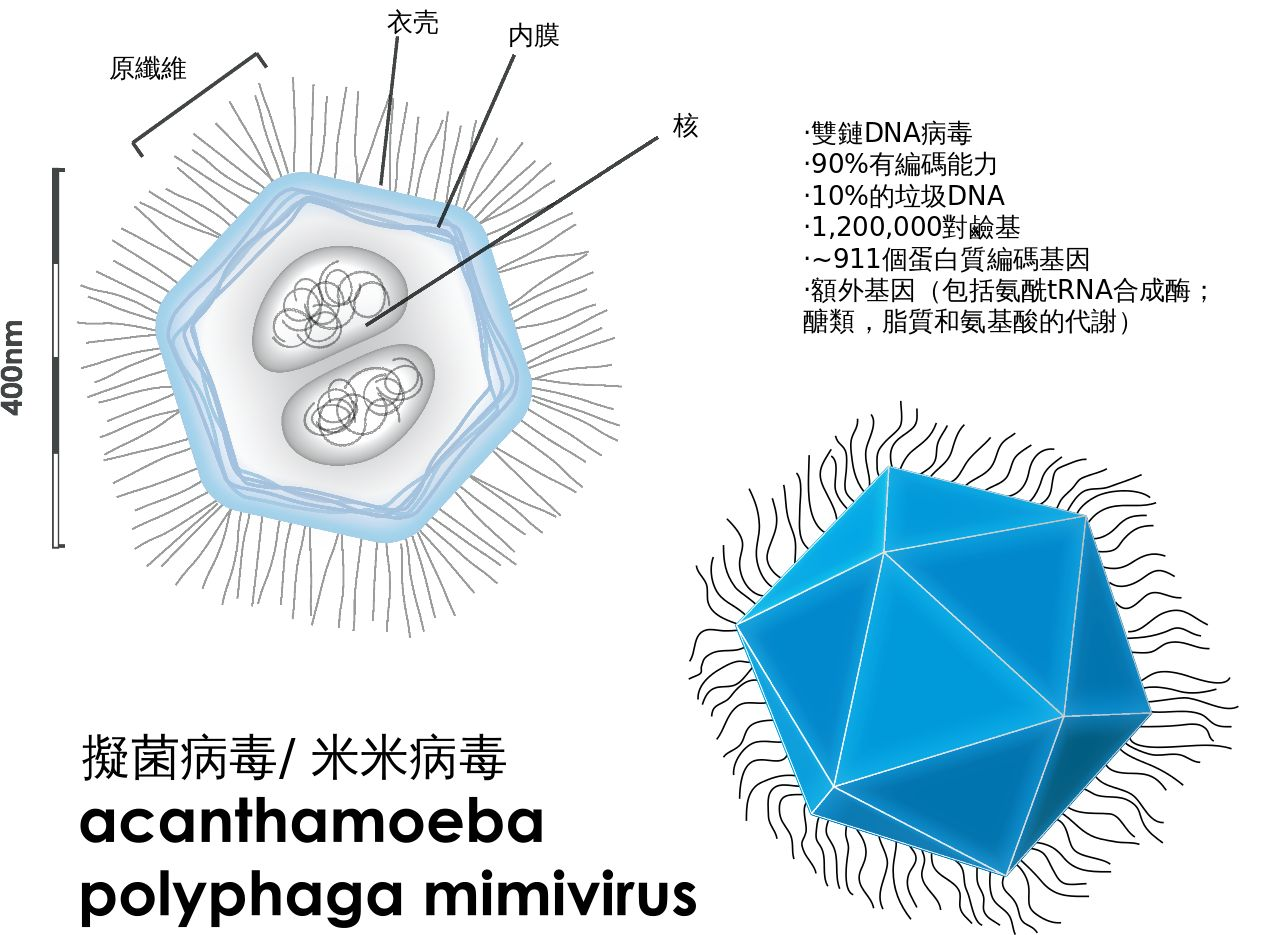 衣壳
内膜
原纖維
核
·雙鏈DNA病毒
·90%有編碼能力
·10%的垃圾DNA
·1,200,000對鹼基
·~911個蛋白質編碼基因
·額外基因（包括氨酰tRNA合成酶；
醣類，脂質和氨基酸的代謝）
400nm
擬菌病毒/ 米米病毒
acanthamoeba
polyphaga mimivirus